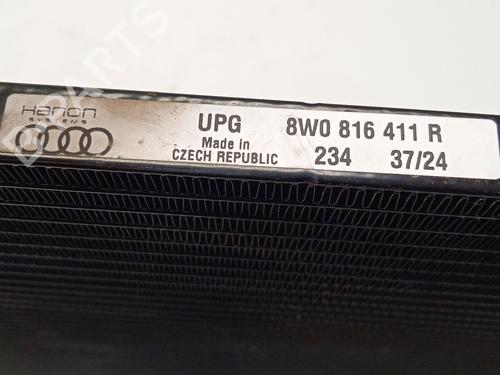 Hanon
SYSTEMS
UPG
Made in
CZECH REPUBLIC
8W0 816 411 R
234 37/24